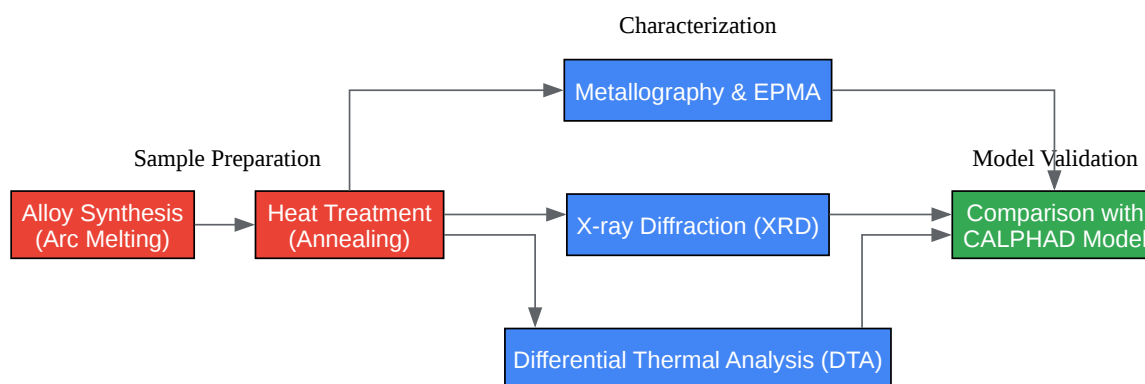 Characterization
Metallography & EPMA
Sample Preparation
Model Validation
Alloy Synthesis
(Arc Melting)
Heat Treatment
(Annealing)
X-ray Diffraction (XRD)
Comparison with
CALPHAD Model
Differential Thermal Analysis (DTA)